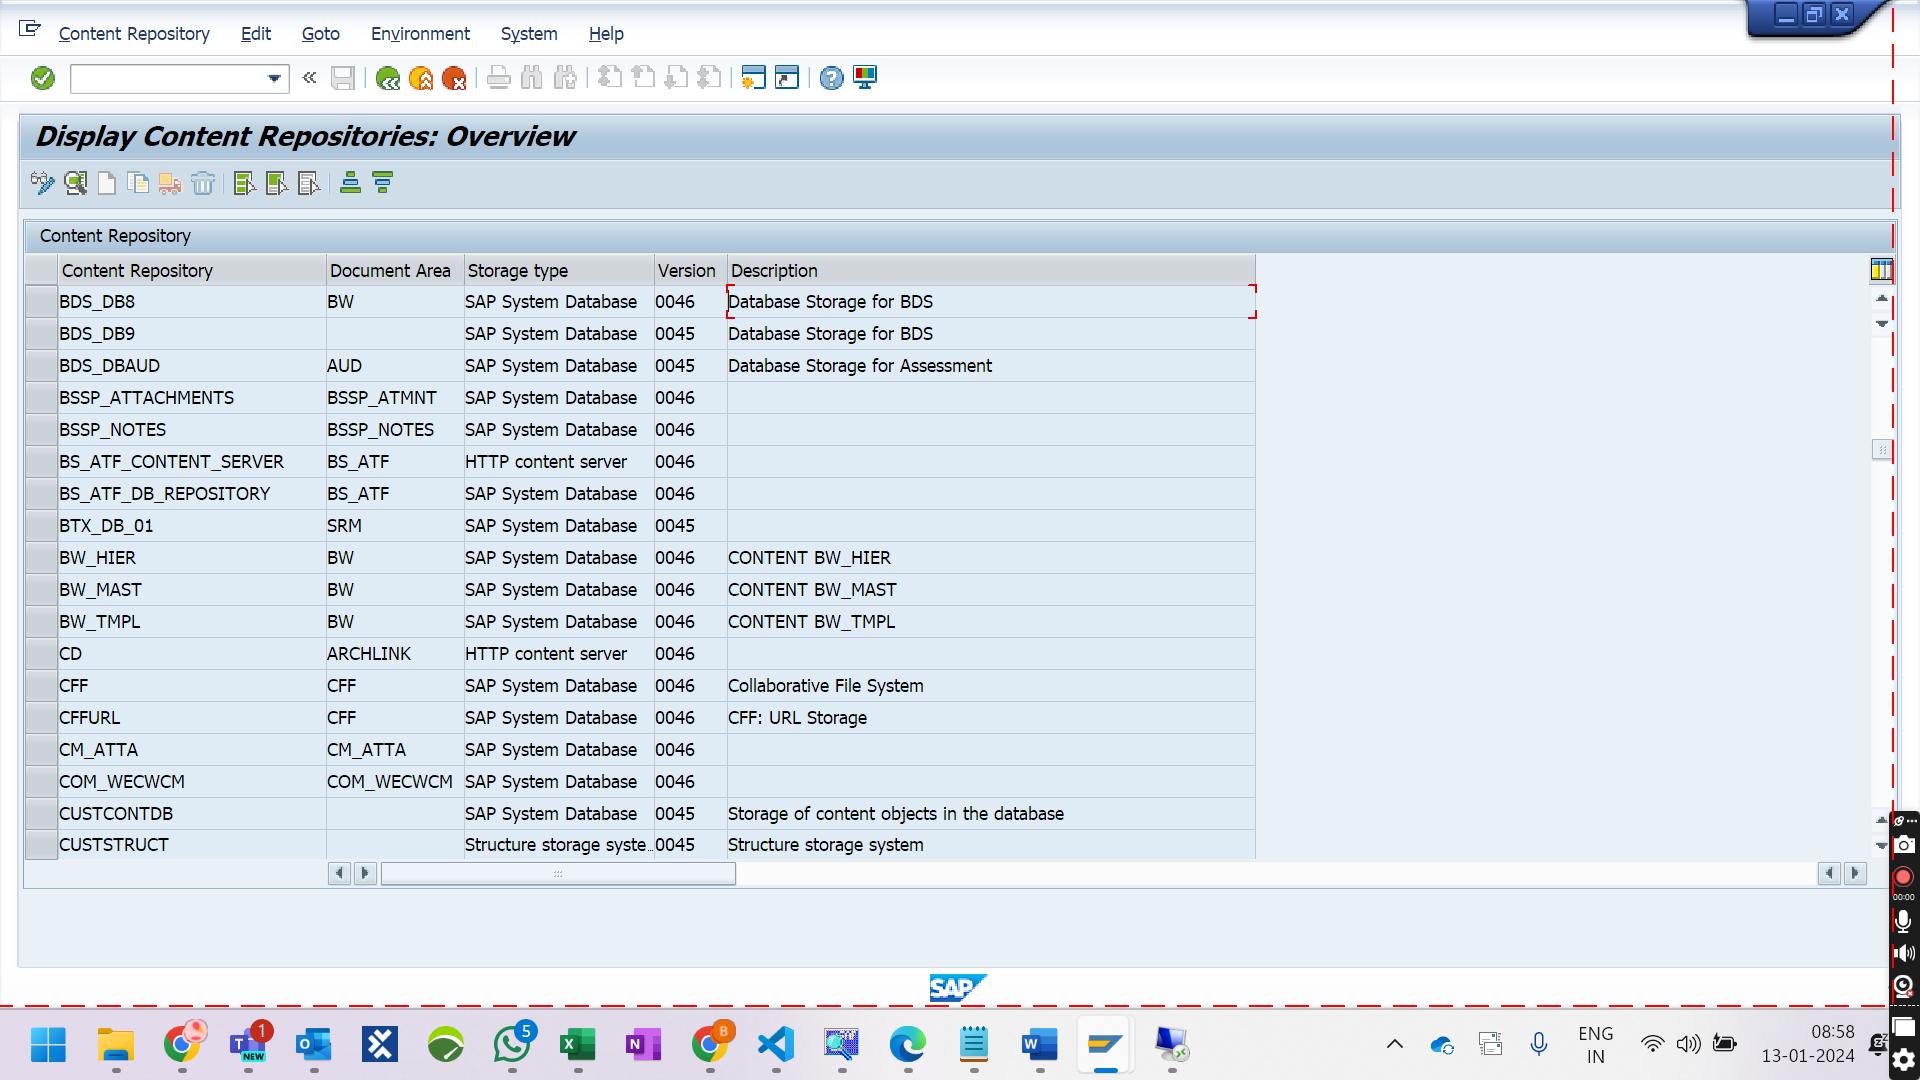 Content Repository Edit Goto Environment System Help
Display Content Repositories: Overview
Content Repository
Content Repository Document Area Storage type Version Description
BDS_DB8 BW SAP System Database 0046 Database Storage for BDS
BDS_DB9 SAP System Database 0045 Database Storage for BDS
BDS_DBAUD AUD SAP System Database 0045 Database Storage for Assessment
BSSP_ATTACHMENTS BSSP_ATMNT SAP System Database 0046
BSSP_NOTES BSSP_NOTES SAP System Database 0046
BS_ATF_CONTENT_SERVER BS_ATF HTTP content server 0046
BS_ATF_DB_REPOSITORY BS_ATF SAP System Database 0046
BTX_DB_01 SRM SAP System Database 0045
BW_HIER BW SAP System Database 0046 CONTENT BW_HIER
BW_MAST BW SAP System Database 0046 CONTENT BW_MAST
BW_TMPL BW SAP System Database 0046 CONTENT BW_TMPL
CD ARCHLINK HTTP content server 0046
CFF CFF SAP System Database 0046 Collaborative File System
CFFURL CFF SAP System Database 0046 CFF: URL Storage
CM_ATTA CM_ATTA SAP System Database 0046
COM_WECWCM COM_WECWCM SAP System Database 0046
CUSTCONTDB SAP System Database 0045 Storage of content objects in the database
CUSTSTRUCT Structure storage syste... 0045 Structure storage system
00:00
SAP
1
NEW
5
B
ENG
IN
08:58
13-01-2024